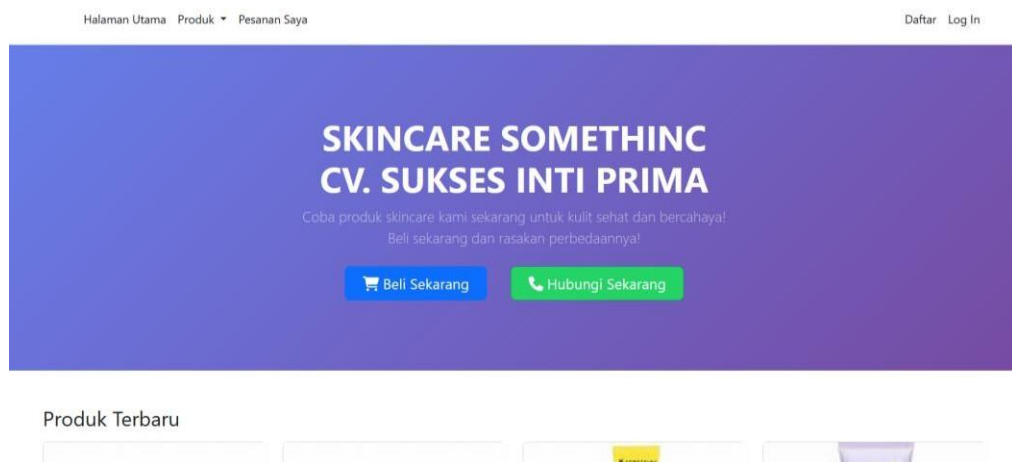 Halaman Utama Produk Pesanan Saya Daftar Log In
SKINCARE SOMETHINC
CV. SUKSES INTI PRIMA
Coba produk skincare kami sekarang untuk kulit sehat dan bercahaya!
Beli sekarang dan rasakan perbedaannya!
Beli Sekarang Hubungi Sekarang
Produk Terbaru